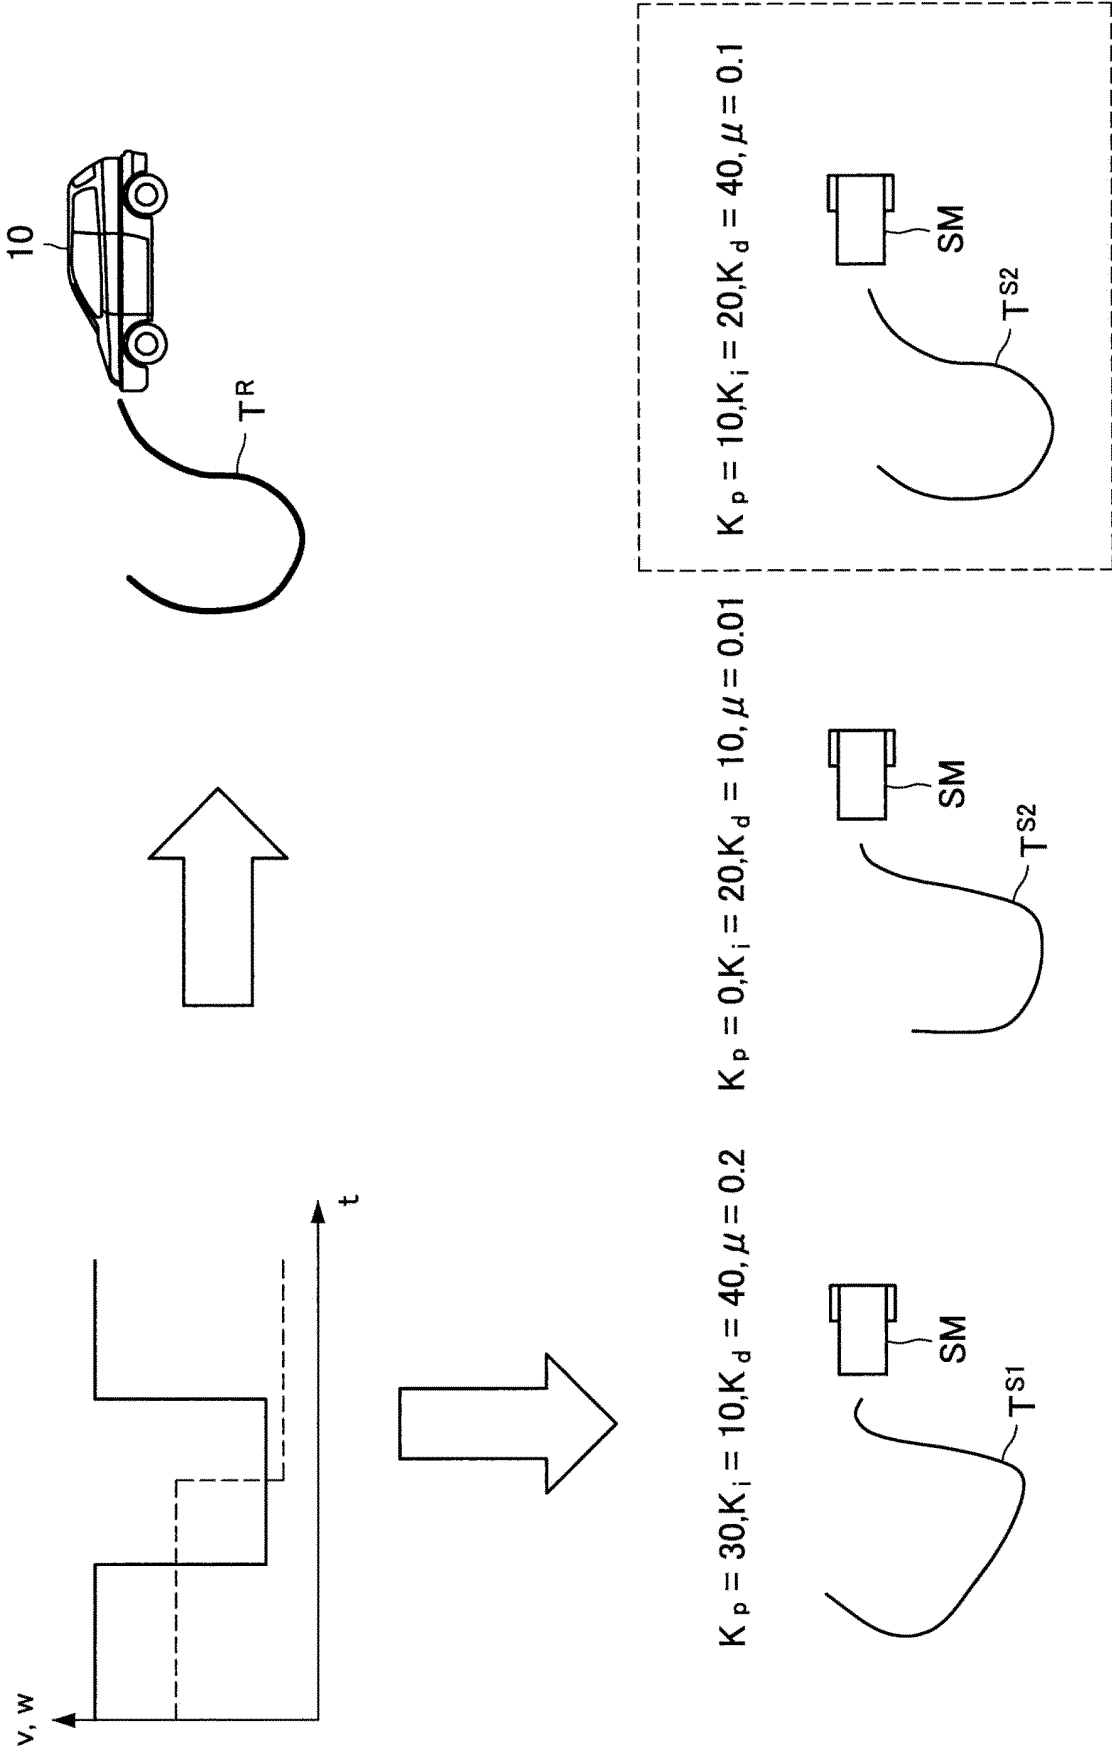 v, w
t
10
T^R
K_p = 30,K_i = 10,K_d = 40, μ = 0.2
SM
T^S1
K_p = 0,K_i = 20,K_d = 10, μ = 0.01
SM
T^S2
K_p = 10,K_i = 20,K_d = 40, μ = 0.1
SM
T^S2